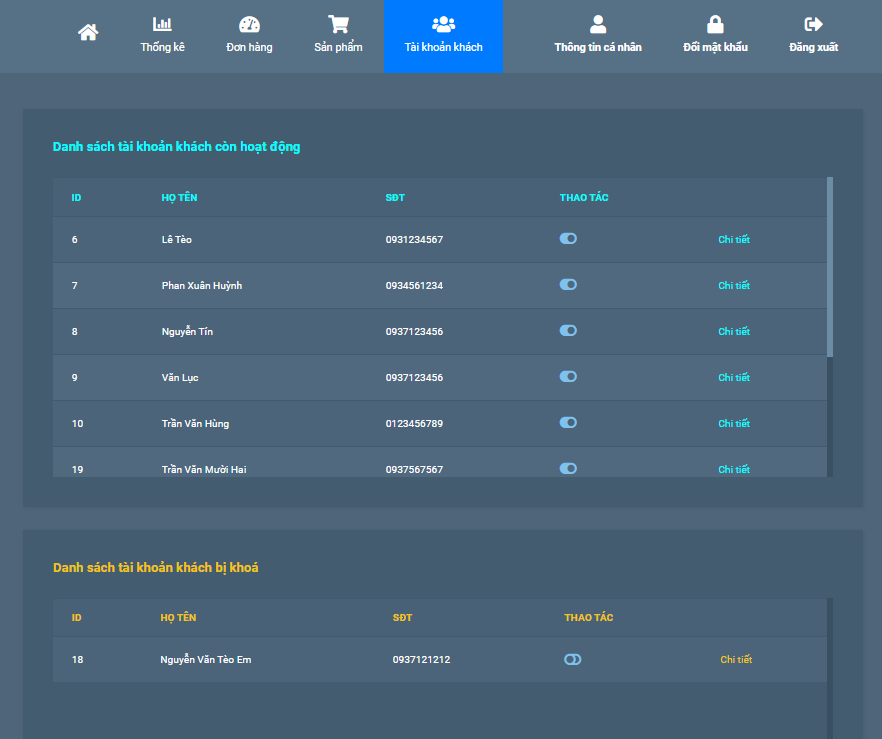 Thống kê Đơn hàng Sản phẩm Tài khoản khách Thông tin cá nhân Đổi mật khẩu Đăng xuất
Danh sách tài khoản khách còn hoạt động
ID HỌ TÊN SĐT THAO TÁC
6 Lê Tèo 0931234567 Chi tiết
7 Phan Xuân Huỳnh 0934561234 Chi tiết
8 Nguyễn Tín 0937123456 Chi tiết
9 Văn Lục 0937123456 Chi tiết
10 Trần Văn Hùng 0123456789 Chi tiết
19 Trần Văn Mười Hai 0937567567 Chi tiết
Danh sách tài khoản khách bị khoá
ID HỌ TÊN SĐT THAO TÁC
18 Nguyễn Văn Tèo Em 0937121212 Chi tiết